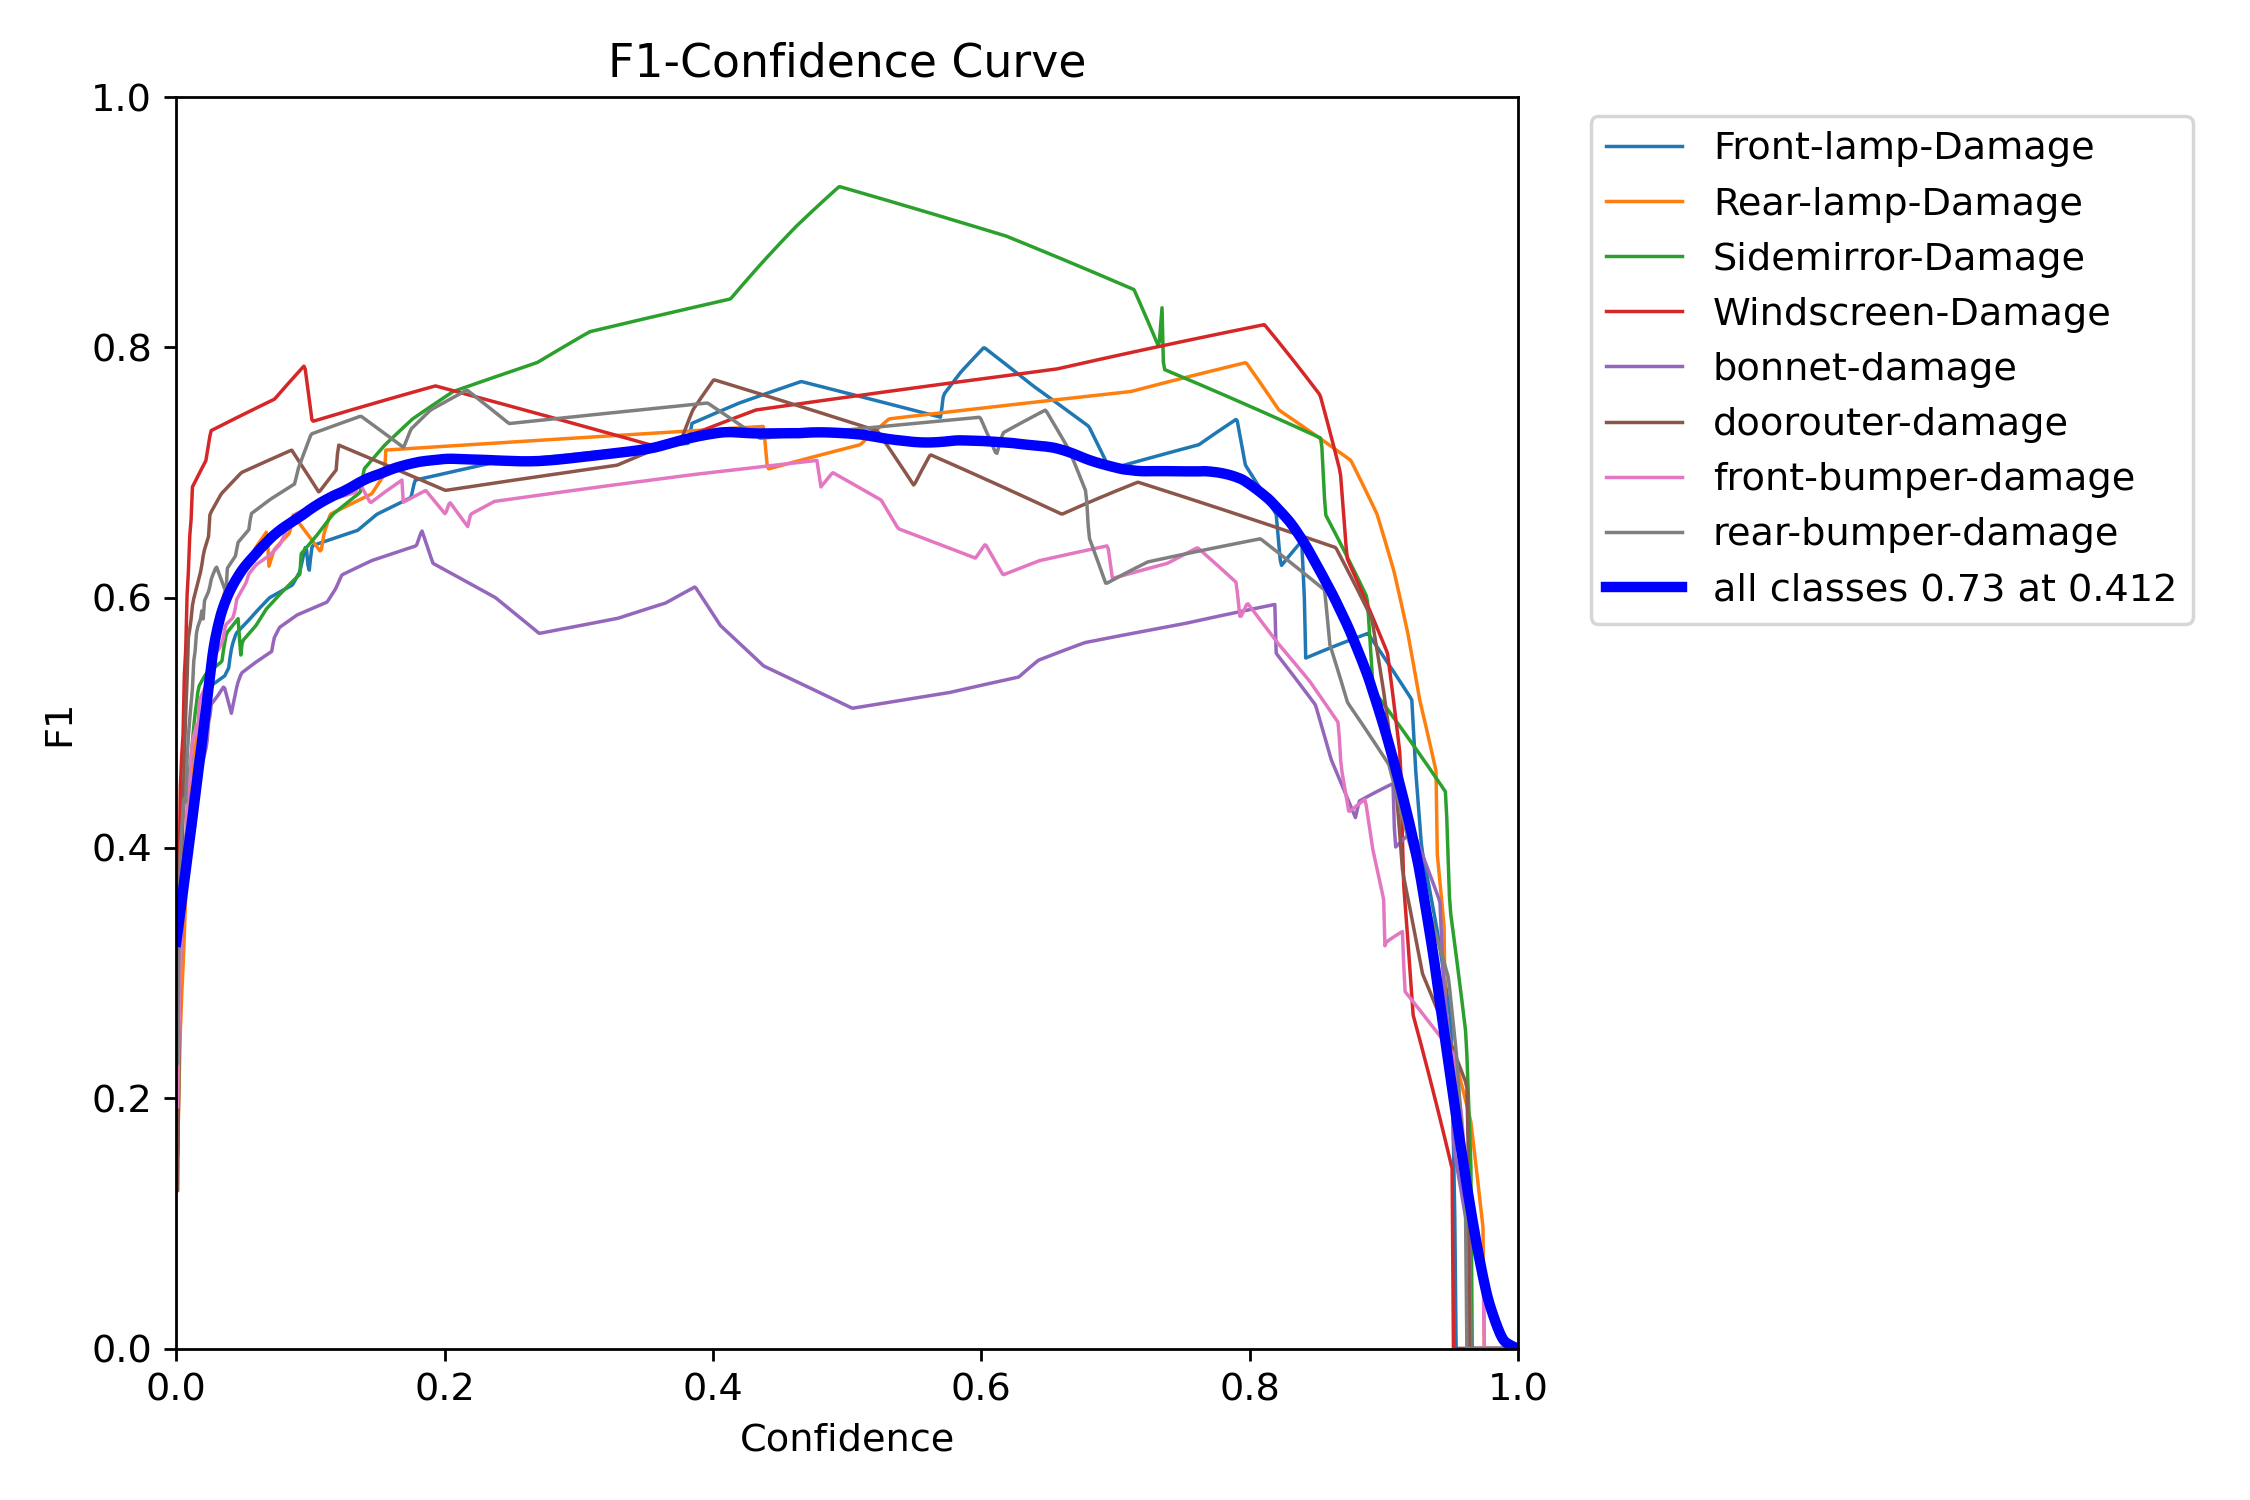 F1-Confidence Curve
1.0
0.8
0.6
0.4
0.2
0.0
F1
0.0 0.2 0.4 0.6 0.8 1.0
Confidence
Front-lamp-Damage
Rear-lamp-Damage
Sidemirror-Damage
Windscreen-Damage
bonnet-damage
doorouter-damage
front-bumper-damage
rear-bumper-damage
all classes 0.73 at 0.412